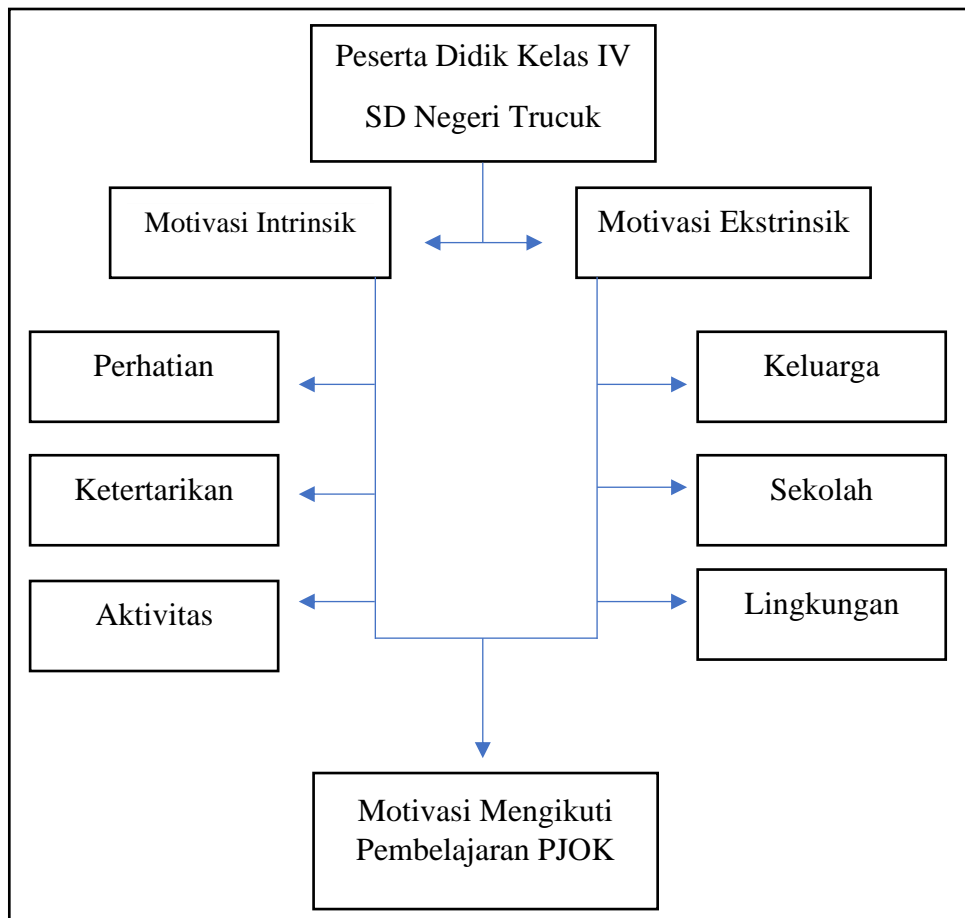 Peserta Didik Kelas IV
SD Negeri Trucuk
Motivasi Intrinsik
Motivasi Ekstrinsik
Perhatian
Keluarga
Ketertarikan
Sekolah
Aktivitas
Lingkungan
Motivasi Mengikuti
Pembelajaran PJOK